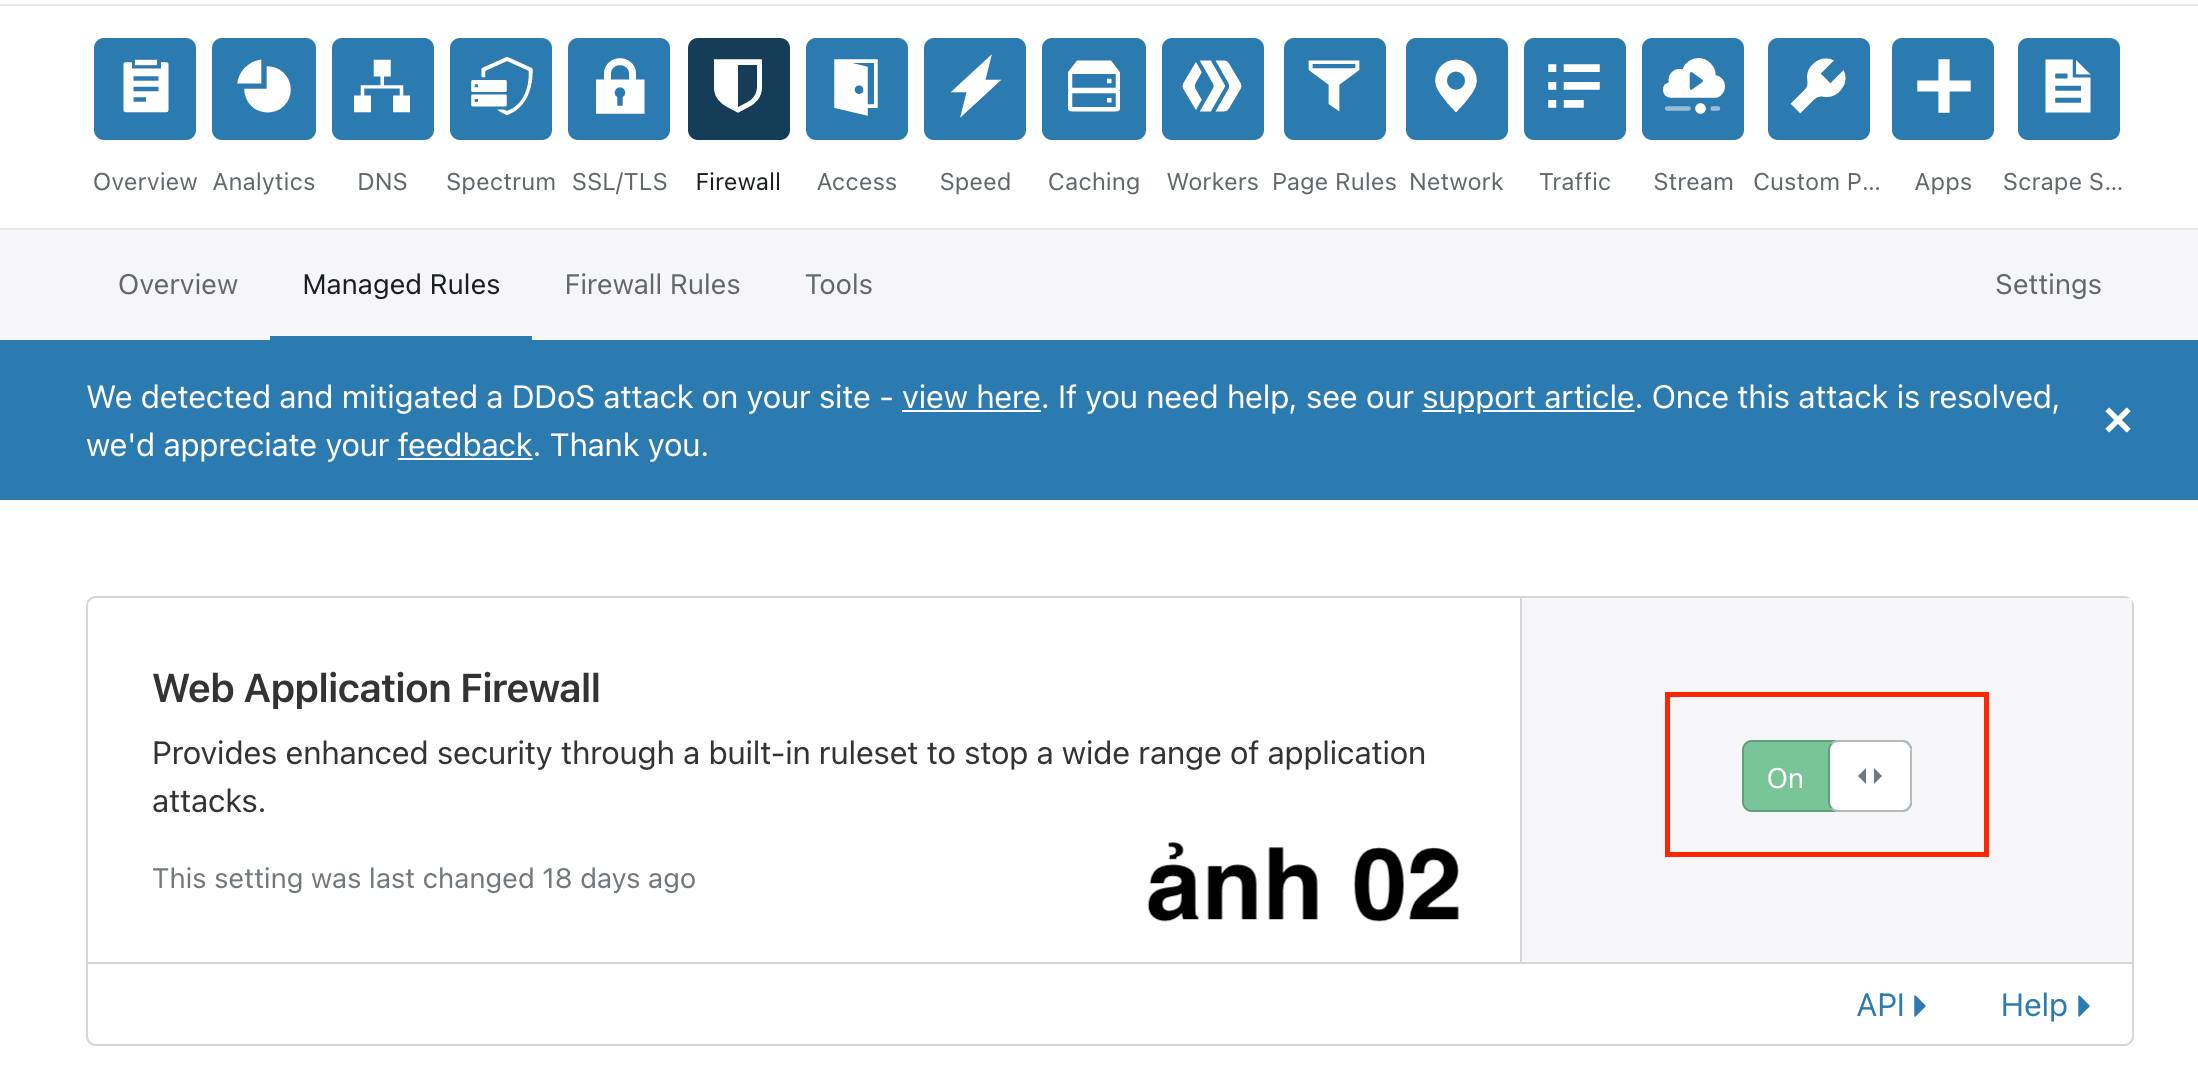 Overview Analytics DNS Spectrum SSL/TLS Firewall Access Speed Caching Workers Page Rules Network Traffic Stream Custom P... Apps Scrape S...
Overview Managed Rules Firewall Rules Tools Settings
We detected and mitigated a DDoS attack on your site - view here. If you need help, see our support article. Once this attack is resolved,
we'd appreciate your feedback. Thank you.
Web Application Firewall
Provides enhanced security through a built-in ruleset to stop a wide range of application
attacks.
On
This setting was last changed 18 days ago
ảnh 02
API Help